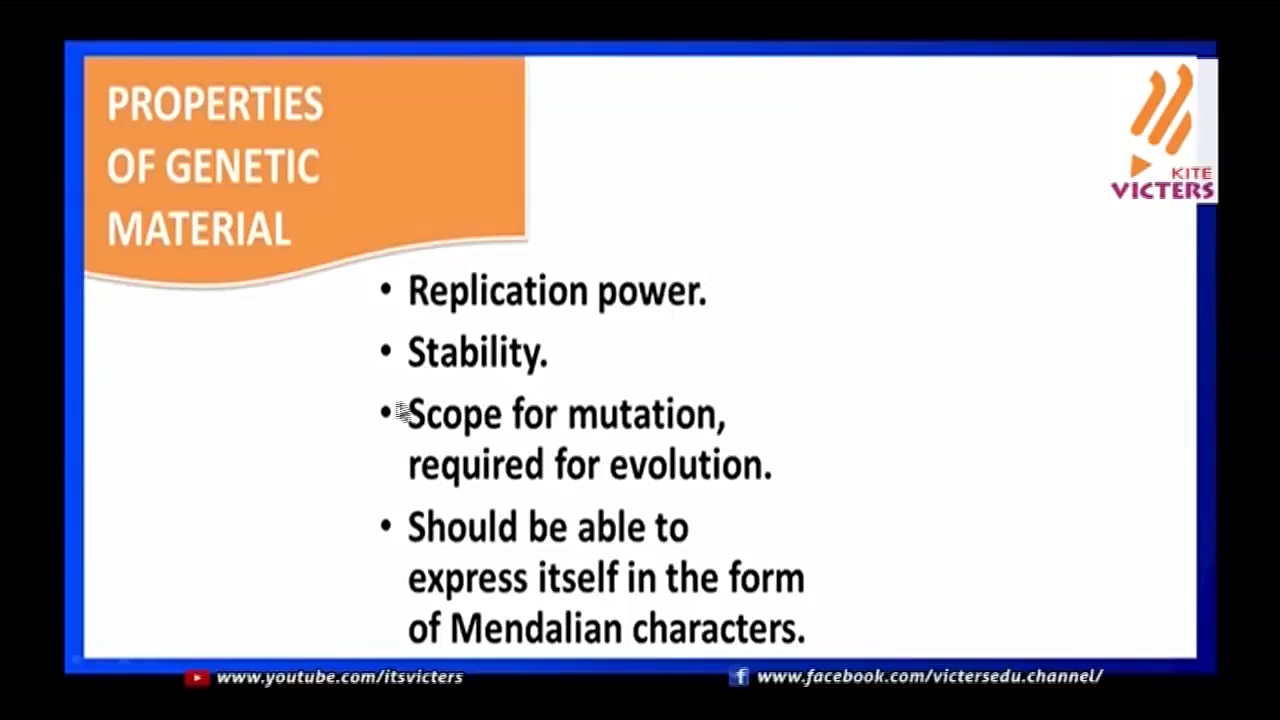 PROPERTIES
OF GENETIC
MATERIAL
KITE
VICTERS
• Replication power.
• Stability.
• Scope for mutation,
required for evolution.
• Should be able to
express itself in the form
of Mendalian characters.
www.youtube.com/itsvicters
www.facebook.com/victersedu.channel/